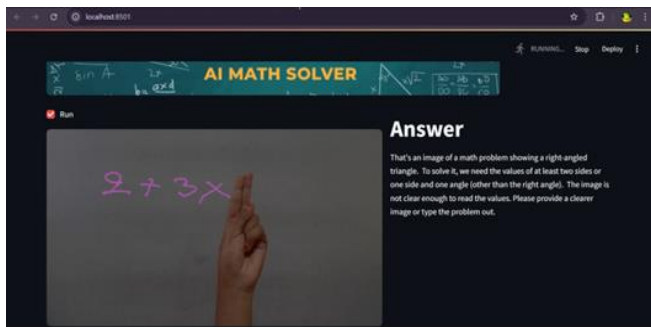 localhost:8501
RUNNING... Stop Deploy
sin A
AI MATH SOLVER
Run
2 + 3x
Answer
That's an image of a math problem showing a right-angled
triangle. To solve it, we need the values of at least two sides or
one side and one angle (other than the right angle). The image is
not clear enough to read the values. Please provide a clearer
image or type the problem out.